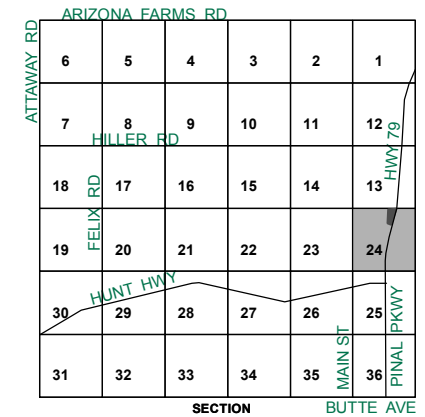 ARIZONA FARMS RD
ATTAWAY RD
6 5 4 3 2 1
7 8 9 10 11 12
HILLER RD
HWY 79
18 17 16 15 14 13
FELIX RD
19 20 21 22 23 24
HUNT HWY
30 29 28 27 26 25
MAIN ST
PINAL PKWY
31 32 33 34 35 36
SECTION
BUTTE AVE